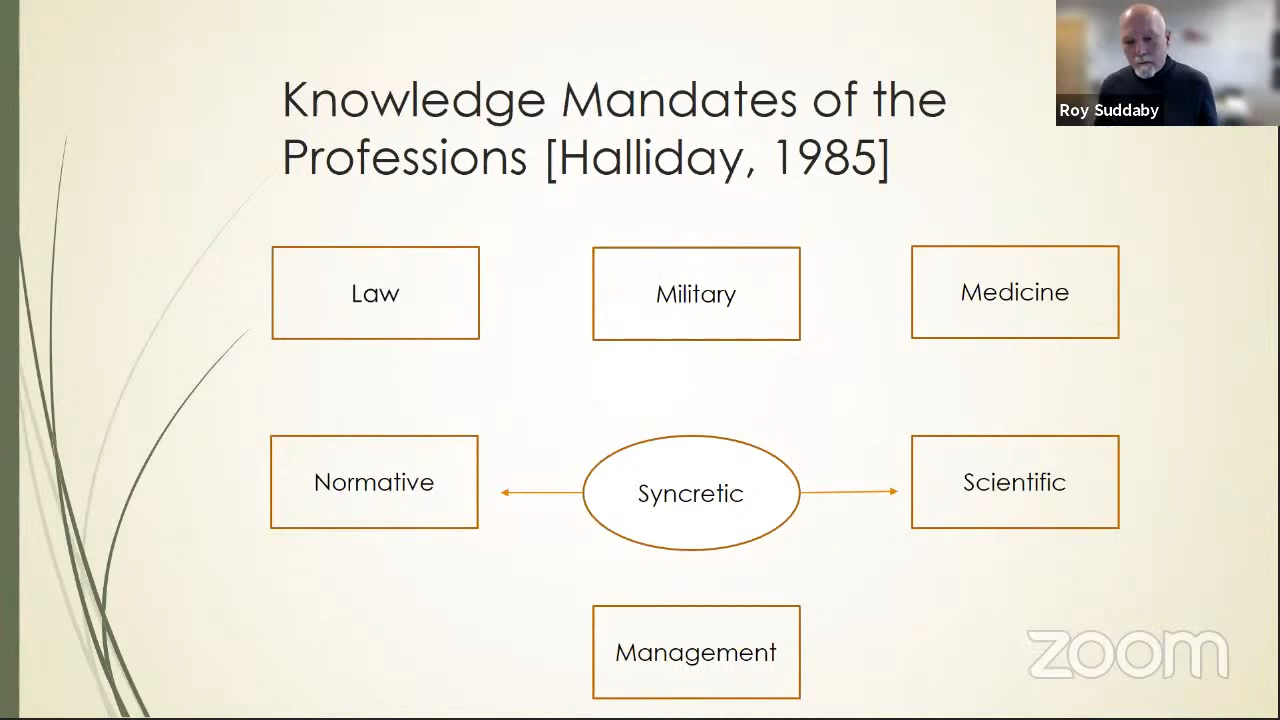 Knowledge Mandates of the
Professions [Halliday, 1985]
Roy Suddaby
Law
Military
Medicine
Normative
Syncretic
Scientific
Management
zoom